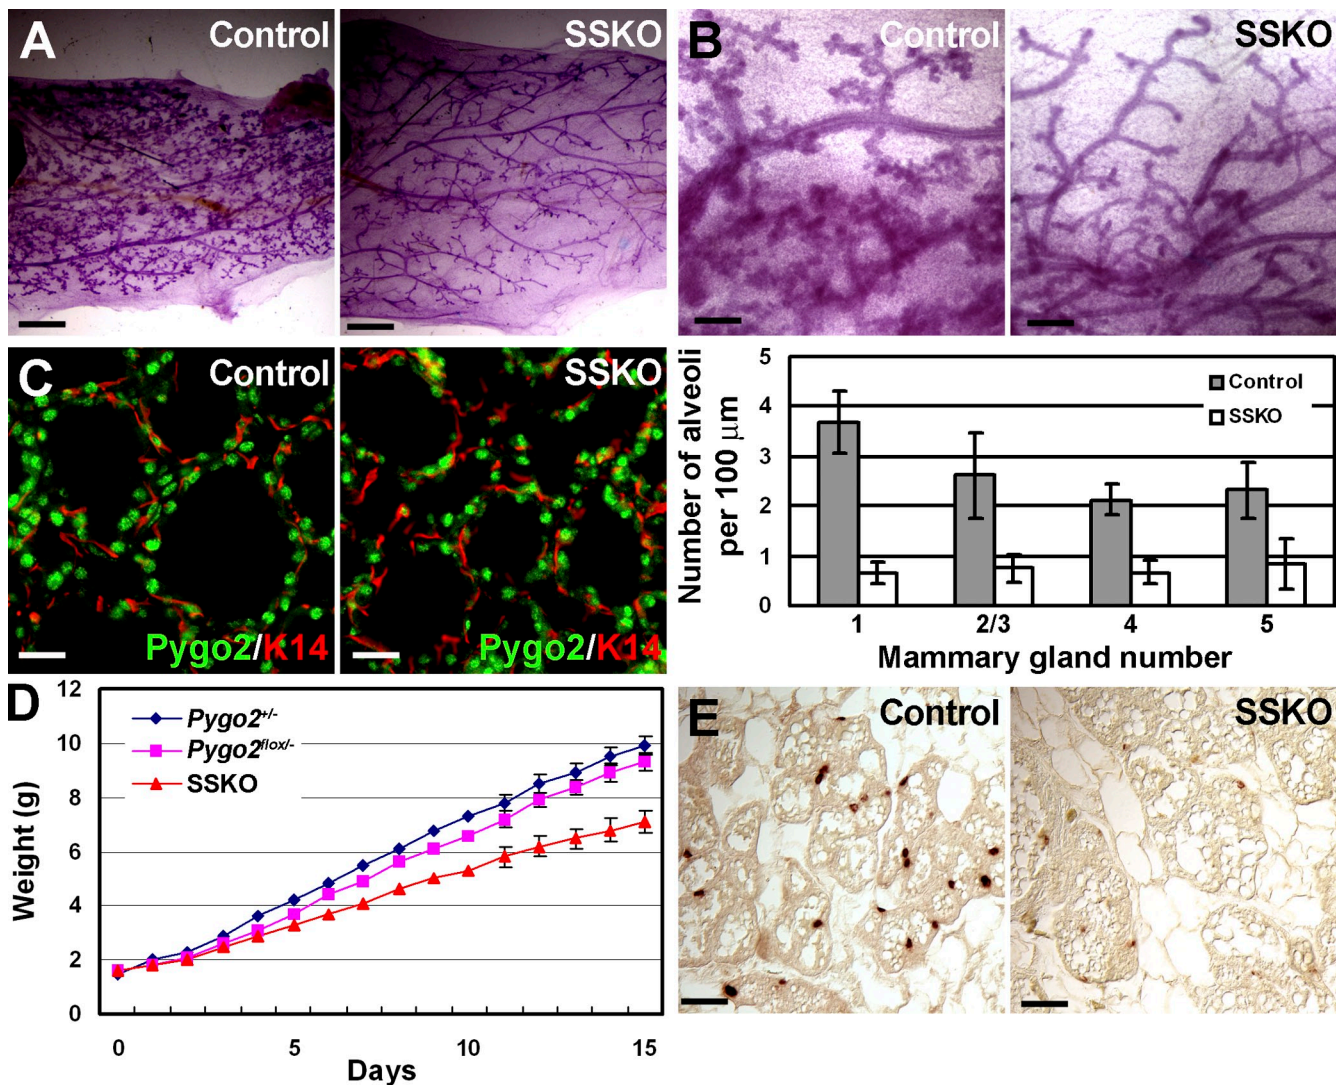 A
Control
SSKO
B
Control
SSKO
C
Control
SSKO
Pygo2/K14
Pygo2/K14
Number of alveoli
per 100 μm
5
4
3
2
1
0
Control
SSKO
1
2/3
4
5
Mammary gland number
D
Weight (g)
12
10
8
6
4
2
0
Pygo2+/-
Pygo2flox/-
SSKO
0
5
10
15
Days
E
Control
SSKO